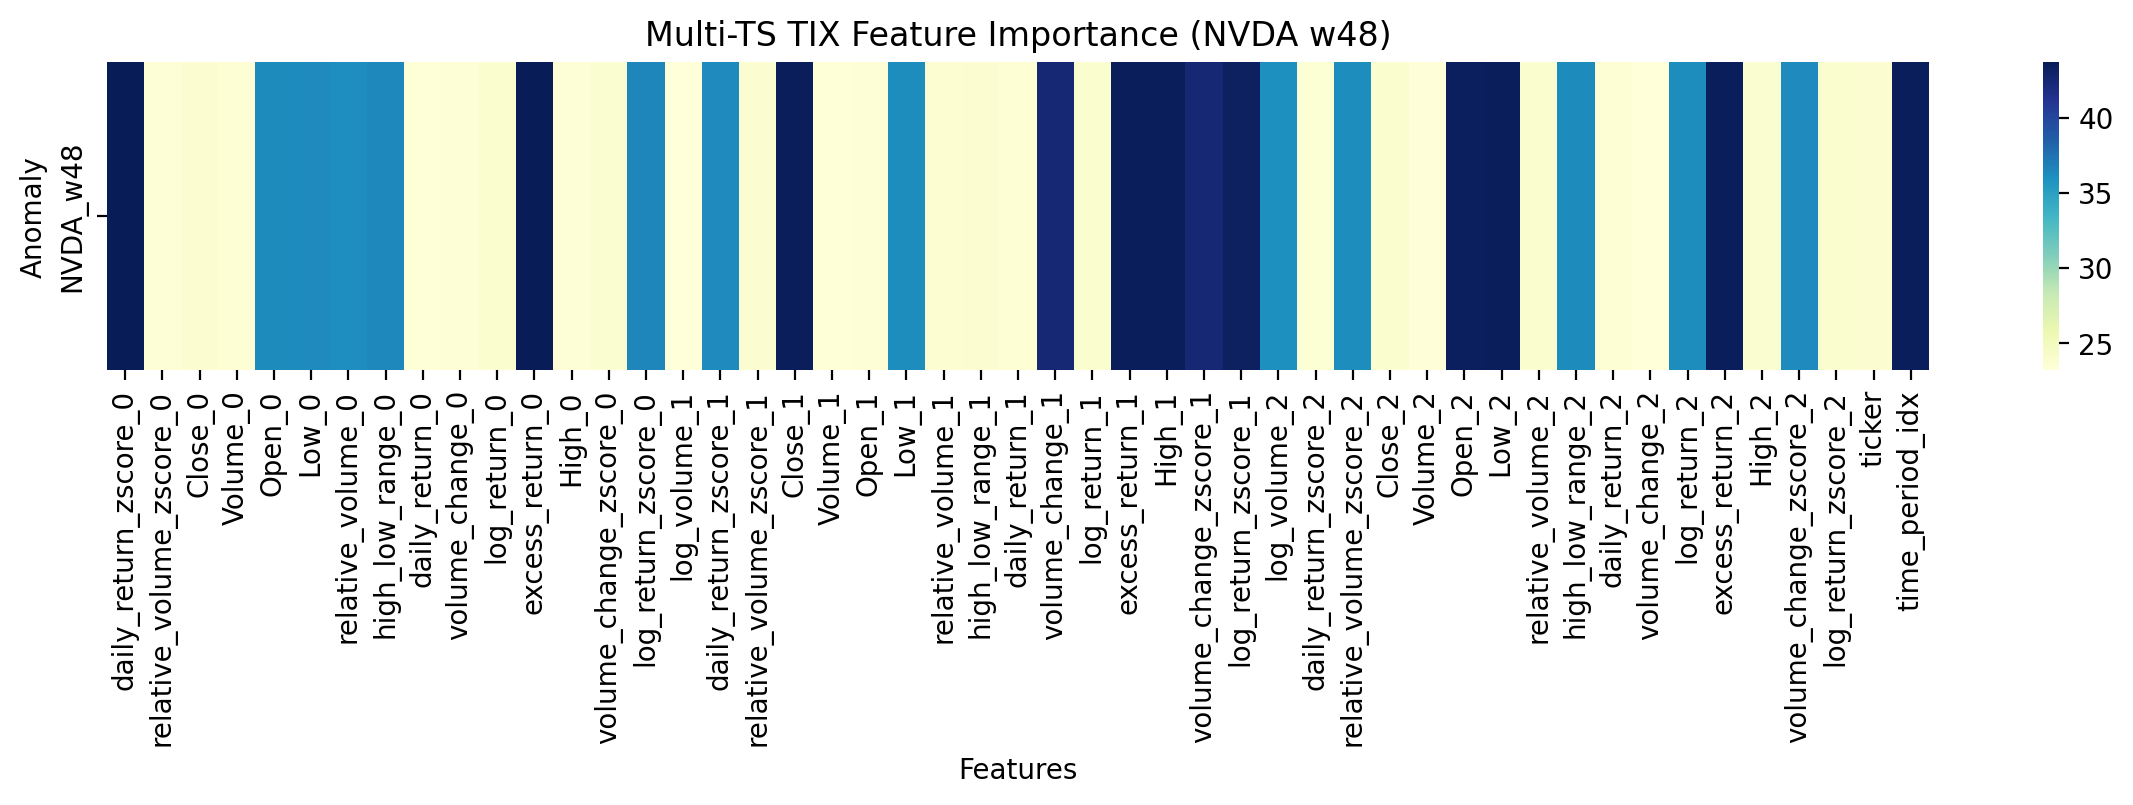 Multi-TS TIX Feature Importance (NVDA w48)
Anomaly
NVDA_w48
40
35
30
25
daily_return_zscore_0
relative_volume_zscore_0
Close_0
Volume_0
Open_0
Low_0
relative_volume_0
high_low_range_0
daily_return_0
volume_change_0
log_return_0
excess_return_0
High_0
volume_change_zscore_0
log_return_zscore_0
log_volume_1
daily_return_zscore_1
relative_volume_zscore_1
Close_1
Volume_1
Open_1
Low_1
relative_volume_1
high_low_range_1
daily_return_1
volume_change_1
log_return_1
excess_return_1
High_1
volume_change_zscore_1
log_return_zscore_1
log_volume_2
daily_return_zscore_2
relative_volume_zscore_2
Close_2
Volume_2
Open_2
Low_2
relative_volume_2
high_low_range_2
daily_return_2
volume_change_2
log_return_2
excess_return_2
High_2
volume_change_zscore_2
log_return_zscore_2
ticker
time_period_idx
Features